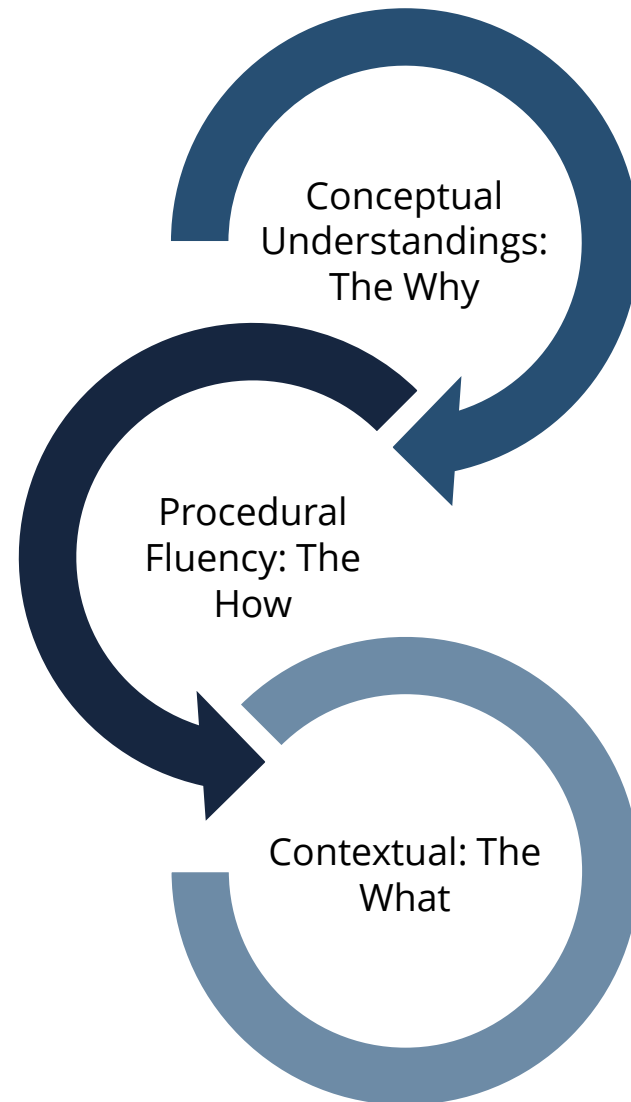 Conceptual
Understandings:
The Why
Procedural
Fluency: The
How
Contextual: The
What